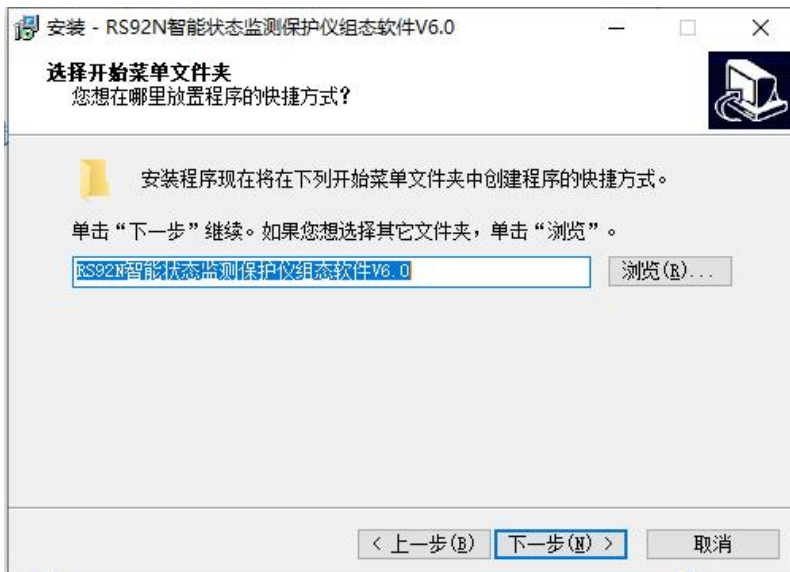 安装 - RS92N智能状态监测保护仪组态软件V6.0
选择开始菜单文件夹
您想在哪里放置程序的快捷方式?
安装程序现在将在下列开始菜单文件夹中创建程序的快捷方式。
单击“下一步”继续。如果您想选择其它文件夹，单击“浏览”。
RS92N智能状态监测保护仪组态软件V6.0
浏览(R)...
< 上一步(B)
下一步(N) >
取消